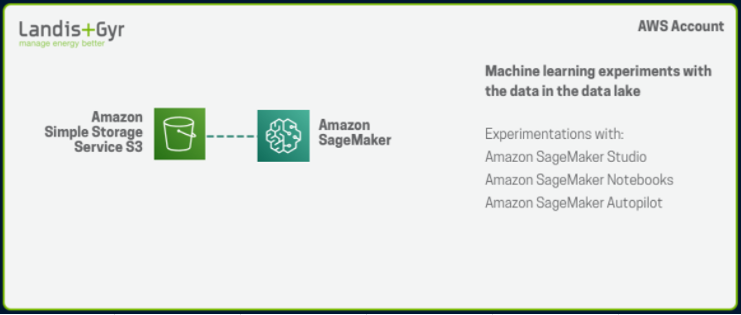 Landis+Gyr
manage energy better
AWS Account
Machine learning experiments with
the data in the data lake
Amazon
Simple Storage
Service S3
Amazon
SageMaker
Experimentations with:
Amazon SageMaker Studio
Amazon SageMaker Notebooks
Amazon SageMaker Autopilot